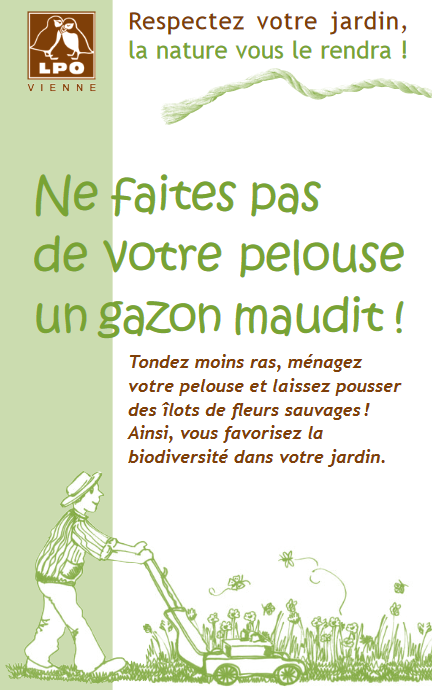 LPO
VIENNE
Respectez votre jardin,
la nature vous le rendra !
Ne faites pas
de votre pelouse
un gazon maudit !
Tondez moins ras, ménagez
votre pelouse et laissez pousser
des îlots de fleurs sauvages !
Ainsi, vous favorisez la
biodiversité dans votre jardin.